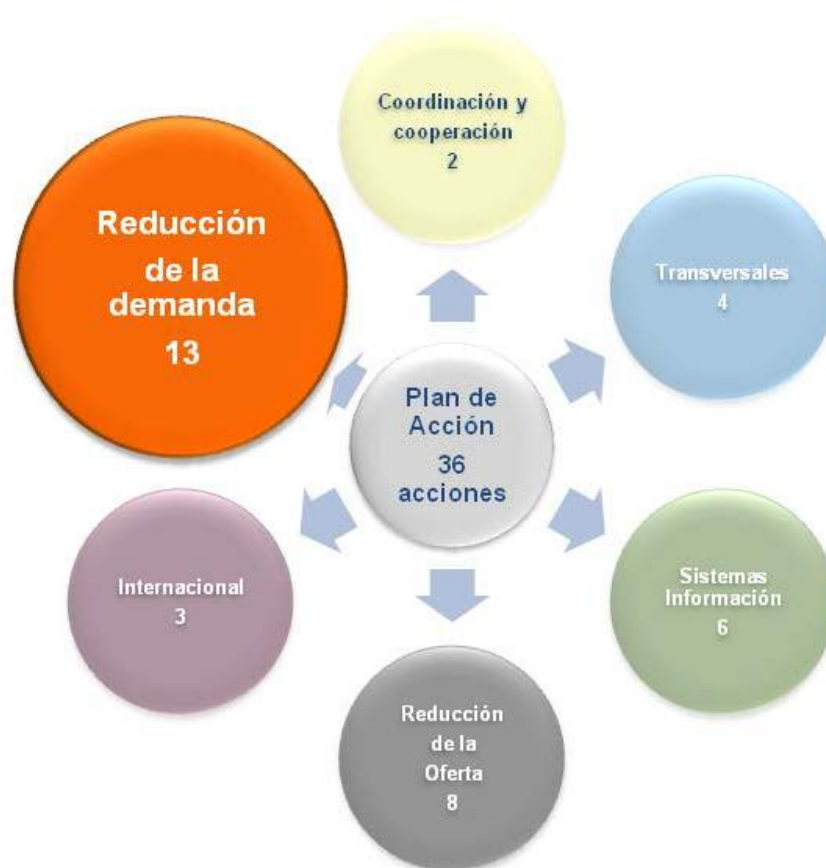 Coordinación y
cooperación
2
Reducción
de la
demanda
13
Transversales
4
Plan de
Acción
36
acciones
Internacional
3
Sistemas
Información
6
Reducción
de la
Oferta
8